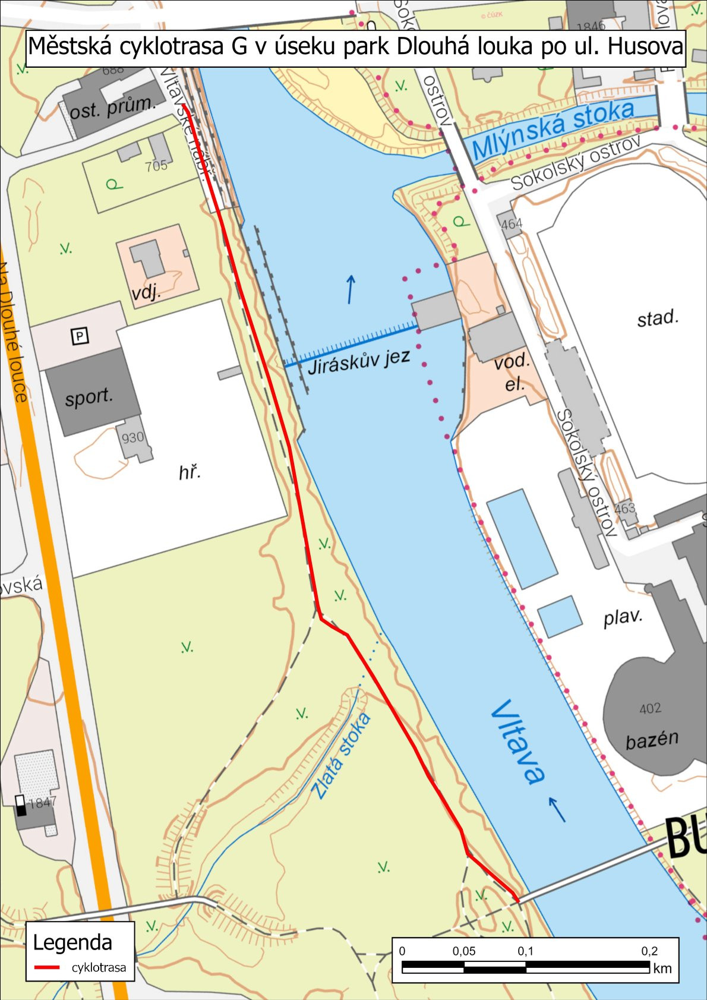 © ČÚZK
1846
Městská cyklotrasa G v úseku park Dlouhá louka po ul. Husova
688
ost. prům.
Vltavské nábř.
705
ostrov
Mlýnská stoka
Sokolský ostrov
464
stad.
vdj.
Na Dlouhé louce
P
sport.
930
hř.
Jiráskův jez
vod.
el.
Sokolský ostrov
463
plav.
402
bazén
Vltava
Zlatá stoka
1847
BU
Legenda
cyklotrasa
0 0,05 0,1 0,2
km